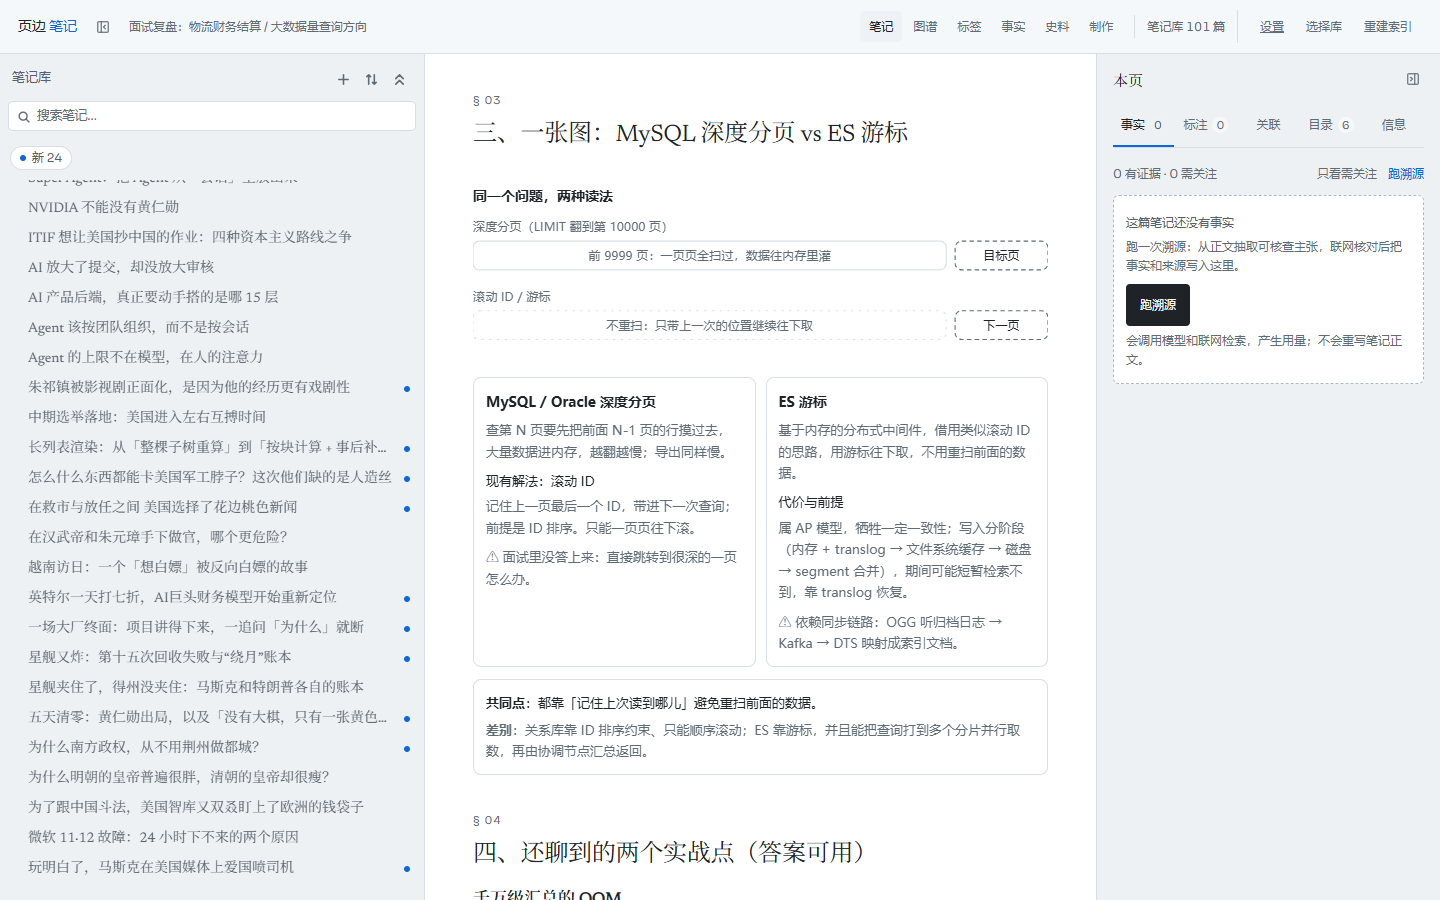 页边 笔记
面试复盘：物流财务结算 / 大数据量查询方向
笔记 图谱 标签 事实 史料 制作 笔记库 101 篇 设置 选择库 重建索引
笔记库
搜索笔记...
新 24
NVIDIA 不能没有黄仁勋
ITIF 想让美国抄中国的作业：四种资本主义路线之争
AI 放大了提交，却没放大审核
AI 产品后端，真正要动手搭的是哪 15 层
Agent 该按团队组织，而不是按会话
Agent 的上限不在模型，在人的注意力
朱祁镇被影视剧正面化，是因为他的经历更有戏剧性
中期选举落地：美国进入左右互搏时间
长列表渲染：从「整棵子树重算」到「按块计算 + 事后补...
怎么什么东西都能卡美国军工脖子？这次他们缺的是人造丝
在救市与放任之间 美国选择了花边桃色新闻
在汉武帝和朱元璋手下做官，哪个更危险？
越南访日：一个「想白嫖」被反向白嫖的故事
英特尔一天打七折，AI巨头财务模型开始重新定位
一场大厂终面：项目讲得下来，一追问「为什么」就断
星舰又炸：第十五次回收失败与“绕月”账本
星舰夹住了，得州没夹住：马斯克和特朗普各自的账本
五天清零：黄仁勋出局，以及「没有大棋，只有一张黄色...
为什么南方政权，从不用荆州做都城？
为什么明朝的皇帝普遍很胖，清朝的皇帝却很瘦？
为了跟中国斗法，美国智库又双叒盯上了欧洲的钱袋子
微软 11·12 故障：24 小时下不来的两个原因
玩明白了，马斯克在美国媒体上爱国喷司机
§ 03
三、一张图：MySQL 深度分页 vs ES 游标
同一个问题，两种读法
深度分页（LIMIT 翻到第 10000 页）
前 9999 页：一页页全扫过，数据往内存里灌
目标页
滚动 ID / 游标
不重扫：只带上一次的位置继续往下取
下一页
MySQL / Oracle 深度分页
查第 N 页要先把前面 N-1 页的行摸过去，
大量数据进内存，越翻越慢；导出同样慢。
现有解法：滚动 ID
记住上一页最后一个 ID，带进下一次查询；
前提是 ID 排序。只能一页页往下滚。
⚠ 面试里没答上来：直接跳转到很深的一页
怎么办。
ES 游标
基于内存的分布式中间件，借用类似滚动 ID
的思路，用游标往下取，不用重扫前面的数
据。
代价与前提
属 AP 模型，牺牲一定一致性；写入分阶段
（内存 + translog → 文件系统缓存 → 磁盘
→ segment 合并），期间可能短暂检索不
到，靠 translog 恢复。
⚠ 依赖同步链路：OGG 听归档日志 →
Kafka → DTS 映射成索引文档。
共同点：都靠「记住上次读到哪儿」避免重扫前面的数据。
差别：关系库靠 ID 排序约束、只能顺序滚动；ES 靠游标，并且能把查询打到多个分片并行取
数，再由协调节点汇总返回。
§ 04
四、还聊到的两个实战点（答案可用）
千万级汇总的 OOM
本页
事实 0 标注 0 关联 目录 6 信息
0 有证据 · 0 需关注 只看需关注 跑溯源
这篇笔记还没有事实
跑一次溯源：从正文抽取可核查主张，联网核对后把
事实和来源写入这里。
跑溯源
会调用模型和联网检索，产生用量；不会重写笔记正
文。